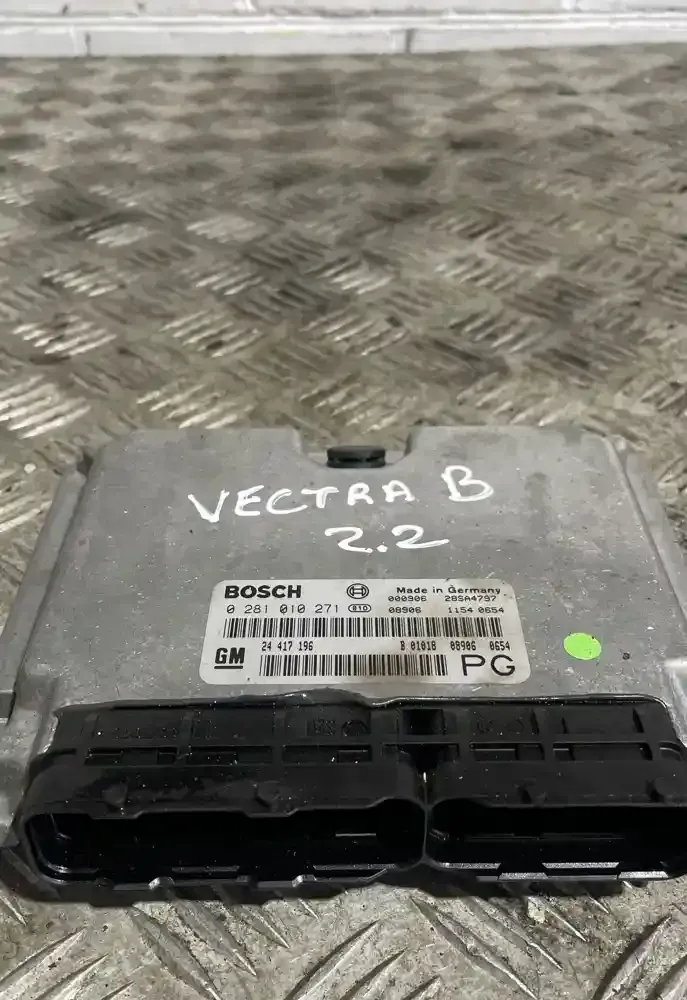 VECTRA B
2.2
BOSCH Made in Germany
0 281 010 271 810 000906 28SA4797
08906 1154 0654
GM 24 417 196 B 01018 08906 0654
PG